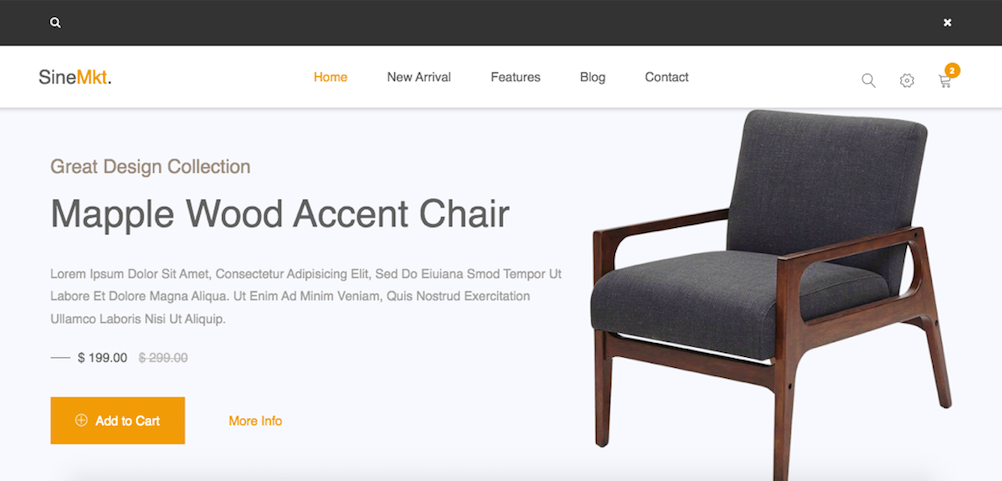 SineMkt.
Home New Arrival Features Blog Contact
2
Great Design Collection
Mapple Wood Accent Chair
Lorem Ipsum Dolor Sit Amet, Consectetur Adipisicing Elit, Sed Do Eiuiana Smod Tempor Ut
Labore Et Dolore Magna Aliqua. Ut Enim Ad Minim Veniam, Quis Nostrud Exercitation
Ullamco Laboris Nisi Ut Aliquip.
$ 199.00 $ 299.00
Add to Cart More Info